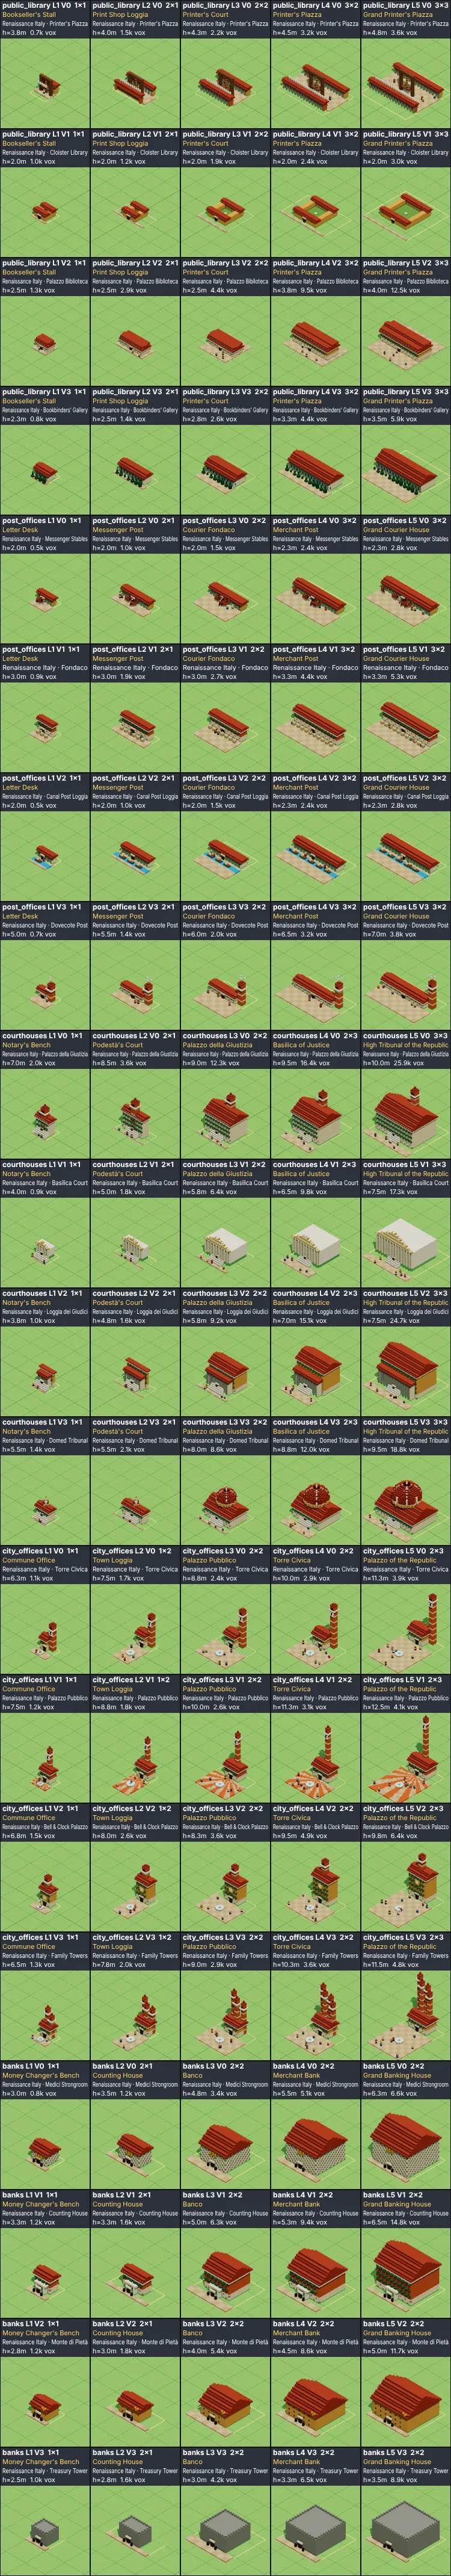 public_library L1 V0 1×1
Bookseller's Stall
Renaissance Italy · Printer's Piazza
h=3.8m 0.7k vox
public_library L2 V0 2×1
Print Shop Loggia
Renaissance Italy · Printer's Piazza
h=4.0m 1.5k vox
public_library L3 V0 2×2
Printer's Court
Renaissance Italy · Printer's Piazza
h=4.3m 2.2k vox
public_library L4 V0 3×2
Printer's Piazza
Renaissance Italy · Printer's Piazza
h=4.5m 3.2k vox
public_library L5 V0 3×3
Grand Printer's Piazza
Renaissance Italy · Printer's Piazza
h=4.8m 3.6k vox
public_library L1 V1 1×1
Bookseller's Stall
Renaissance Italy · Cloister Library
h=2.0m 1.0k vox
public_library L2 V1 2×1
Print Shop Loggia
Renaissance Italy · Cloister Library
h=2.0m 1.2k vox
public_library L3 V1 2×2
Printer's Court
Renaissance Italy · Cloister Library
h=2.0m 1.9k vox
public_library L4 V1 3×2
Printer's Piazza
Renaissance Italy · Cloister Library
h=2.0m 2.4k vox
public_library L5 V1 3×3
Grand Printer's Piazza
Renaissance Italy · Cloister Library
h=2.0m 3.0k vox
public_library L1 V2 1×1
Bookseller's Stall
Renaissance Italy · Palazzo Biblioteca
h=2.5m 1.3k vox
public_library L2 V2 2×1
Print Shop Loggia
Renaissance Italy · Palazzo Biblioteca
h=2.5m 2.9k vox
public_library L3 V2 2×2
Printer's Court
Renaissance Italy · Palazzo Biblioteca
h=2.5m 4.4k vox
public_library L4 V2 3×2
Printer's Piazza
Renaissance Italy · Palazzo Biblioteca
h=3.8m 9.5k vox
public_library L5 V2 3×3
Grand Printer's Piazza
Renaissance Italy · Palazzo Biblioteca
h=4.0m 12.5k vox
public_library L1 V3 1×1
Bookseller's Stall
Renaissance Italy · Bookbinders' Gallery
h=2.3m 0.8k vox
public_library L2 V3 2×1
Print Shop Loggia
Renaissance Italy · Bookbinders' Gallery
h=2.5m 1.4k vox
public_library L3 V3 2×2
Printer's Court
Renaissance Italy · Bookbinders' Gallery
h=2.8m 2.6k vox
public_library L4 V3 3×2
Printer's Piazza
Renaissance Italy · Bookbinders' Gallery
h=3.3m 4.4k vox
public_library L5 V3 3×3
Grand Printer's Piazza
Renaissance Italy · Bookbinders' Gallery
h=3.5m 5.9k vox
post_offices L1 V0 1×1
Letter Desk
Renaissance Italy · Messenger Stables
h=2.0m 0.5k vox
post_offices L2 V0 2×1
Messenger Post
Renaissance Italy · Messenger Stables
h=2.0m 1.0k vox
post_offices L3 V0 2×2
Courier Fondaco
Renaissance Italy · Messenger Stables
h=2.0m 1.5k vox
post_offices L4 V0 3×2
Merchant Post
Renaissance Italy · Messenger Stables
h=2.3m 2.4k vox
post_offices L5 V0 3×2
Grand Courier House
Renaissance Italy · Messenger Stables
h=2.3m 2.8k vox
post_offices L1 V1 1×1
Letter Desk
Renaissance Italy · Fondaco
h=3.0m 0.9k vox
post_offices L2 V1 2×1
Messenger Post
Renaissance Italy · Fondaco
h=3.0m 1.9k vox
post_offices L3 V1 2×2
Courier Fondaco
Renaissance Italy · Fondaco
h=3.0m 2.7k vox
post_offices L4 V1 3×2
Merchant Post
Renaissance Italy · Fondaco
h=3.3m 4.4k vox
post_offices L5 V1 3×2
Grand Courier House
Renaissance Italy · Fondaco
h=3.3m 5.3k vox
post_offices L1 V2 1×1
Letter Desk
Renaissance Italy · Canal Post Loggia
h=2.0m 0.5k vox
post_offices L2 V2 2×1
Messenger Post
Renaissance Italy · Canal Post Loggia
h=2.0m 1.0k vox
post_offices L3 V2 2×2
Courier Fondaco
Renaissance Italy · Canal Post Loggia
h=2.0m 1.5k vox
post_offices L4 V2 3×2
Merchant Post
Renaissance Italy · Canal Post Loggia
h=2.3m 2.4k vox
post_offices L5 V2 3×2
Grand Courier House
Renaissance Italy · Canal Post Loggia
h=2.3m 2.8k vox
post_offices L1 V3 1×1
Letter Desk
Renaissance Italy · Dovecote Post
h=5.0m 0.7k vox
post_offices L2 V3 2×1
Messenger Post
Renaissance Italy · Dovecote Post
h=5.5m 1.4k vox
post_offices L3 V3 2×2
Courier Fondaco
Renaissance Italy · Dovecote Post
h=6.0m 2.0k vox
post_offices L4 V3 3×2
Merchant Post
Renaissance Italy · Dovecote Post
h=6.5m 3.2k vox
post_offices L5 V3 3×2
Grand Courier House
Renaissance Italy · Dovecote Post
h=7.0m 3.8k vox
courthouses L1 V0 1×1
Notary's Bench
Renaissance Italy · Palazzo della Giustizia
h=7.0m 2.0k vox
courthouses L2 V0 2×1
Podestà's Court
Renaissance Italy · Palazzo della Giustizia
h=8.5m 3.6k vox
courthouses L3 V0 2×2
Palazzo della Giustizia
Renaissance Italy · Palazzo della Giustizia
h=9.0m 12.3k vox
courthouses L4 V0 2×3
Basilica of Justice
Renaissance Italy · Palazzo della Giustizia
h=9.5m 16.4k vox
courthouses L5 V0 3×3
High Tribunal of the Republic
Renaissance Italy · Palazzo della Giustizia
h=10.0m 25.9k vox
courthouses L1 V1 1×1
Notary's Bench
Renaissance Italy · Basilica Court
h=4.0m 0.9k vox
courthouses L2 V1 2×1
Podestà's Court
Renaissance Italy · Basilica Court
h=5.0m 1.8k vox
courthouses L3 V1 2×2
Palazzo della Giustizia
Renaissance Italy · Basilica Court
h=5.8m 6.4k vox
courthouses L4 V1 2×3
Basilica of Justice
Renaissance Italy · Basilica Court
h=6.5m 9.8k vox
courthouses L5 V1 3×3
High Tribunal of the Republic
Renaissance Italy · Basilica Court
h=7.5m 17.3k vox
courthouses L1 V2 1×1
Notary's Bench
Renaissance Italy · Loggia dei Giudici
h=3.8m 1.0k vox
courthouses L2 V2 2×1
Podestà's Court
Renaissance Italy · Loggia dei Giudici
h=4.8m 1.6k vox
courthouses L3 V2 2×2
Palazzo della Giustizia
Renaissance Italy · Loggia dei Giudici
h=5.8m 9.2k vox
courthouses L4 V2 2×3
Basilica of Justice
Renaissance Italy · Loggia dei Giudici
h=7.0m 15.1k vox
courthouses L5 V2 3×3
High Tribunal of the Republic
Renaissance Italy · Loggia dei Giudici
h=7.5m 24.7k vox
courthouses L1 V3 1×1
Notary's Bench
Renaissance Italy · Domed Tribunal
h=5.5m 1.4k vox
courthouses L2 V3 2×1
Podestà's Court
Renaissance Italy · Domed Tribunal
h=5.5m 2.1k vox
courthouses L3 V3 2×2
Palazzo della Giustizia
Renaissance Italy · Domed Tribunal
h=8.0m 8.6k vox
courthouses L4 V3 2×3
Basilica of Justice
Renaissance Italy · Domed Tribunal
h=8.8m 12.0k vox
courthouses L5 V3 3×3
High Tribunal of the Republic
Renaissance Italy · Domed Tribunal
h=9.5m 18.8k vox
city_offices L1 V0 1×1
Commune Office
Renaissance Italy · Torre Civica
h=6.3m 1.1k vox
city_offices L2 V0 1×2
Town Loggia
Renaissance Italy · Torre Civica
h=7.5m 1.7k vox
city_offices L3 V0 2×2
Palazzo Pubblico
Renaissance Italy · Torre Civica
h=8.8m 2.4k vox
city_offices L4 V0 2×2
Torre Civica
Renaissance Italy · Torre Civica
h=10.0m 2.9k vox
city_offices L5 V0 2×3
Palazzo of the Republic
Renaissance Italy · Torre Civica
h=11.3m 3.9k vox
city_offices L1 V1 1×1
Commune Office
Renaissance Italy · Palazzo Pubblico
h=7.5m 1.2k vox
city_offices L2 V1 1×2
Town Loggia
Renaissance Italy · Palazzo Pubblico
h=8.8m 1.8k vox
city_offices L3 V1 2×2
Palazzo Pubblico
Renaissance Italy · Palazzo Pubblico
h=10.0m 2.6k vox
city_offices L4 V1 2×2
Torre Civica
Renaissance Italy · Palazzo Pubblico
h=11.3m 3.1k vox
city_offices L5 V1 2×3
Palazzo of the Republic
Renaissance Italy · Palazzo Pubblico
h=12.5m 4.1k vox
city_offices L1 V2 1×1
Commune Office
Renaissance Italy · Bell & Clock Palazzo
h=6.8m 1.5k vox
city_offices L2 V2 1×2
Town Loggia
Renaissance Italy · Bell & Clock Palazzo
h=8.0m 2.6k vox
city_offices L3 V2 2×2
Palazzo Pubblico
Renaissance Italy · Bell & Clock Palazzo
h=8.3m 3.6k vox
city_offices L4 V2 2×2
Torre Civica
Renaissance Italy · Bell & Clock Palazzo
h=9.5m 4.9k vox
city_offices L5 V2 2×3
Palazzo of the Republic
Renaissance Italy · Bell & Clock Palazzo
h=9.8m 6.4k vox
city_offices L1 V3 1×1
Commune Office
Renaissance Italy · Family Towers
h=6.5m 1.3k vox
city_offices L2 V3 1×2
Town Loggia
Renaissance Italy · Family Towers
h=7.8m 2.0k vox
city_offices L3 V3 2×2
Palazzo Pubblico
Renaissance Italy · Family Towers
h=9.0m 2.9k vox
city_offices L4 V3 2×2
Torre Civica
Renaissance Italy · Family Towers
h=10.3m 3.6k vox
city_offices L5 V3 2×3
Palazzo of the Republic
Renaissance Italy · Family Towers
h=11.5m 4.8k vox
banks L1 V0 1×1
Money Changer's Bench
Renaissance Italy · Medici Strongroom
h=3.0m 0.8k vox
banks L2 V0 2×1
Counting House
Renaissance Italy · Medici Strongroom
h=3.5m 1.2k vox
banks L3 V0 2×2
Banco
Renaissance Italy · Medici Strongroom
h=4.8m 3.4k vox
banks L4 V0 2×2
Merchant Bank
Renaissance Italy · Medici Strongroom
h=5.5m 5.1k vox
banks L5 V0 2×2
Grand Banking House
Renaissance Italy · Medici Strongroom
h=6.3m 6.6k vox
banks L1 V1 1×1
Money Changer's Bench
Renaissance Italy · Counting House
h=3.3m 1.2k vox
banks L2 V1 2×1
Counting House
Renaissance Italy · Counting House
h=3.3m 1.6k vox
banks L3 V1 2×2
Banco
Renaissance Italy · Counting House
h=5.0m 6.3k vox
banks L4 V1 2×2
Merchant Bank
Renaissance Italy · Counting House
h=5.3m 9.4k vox
banks L5 V1 2×2
Grand Banking House
Renaissance Italy · Counting House
h=6.5m 14.8k vox
banks L1 V2 1×1
Money Changer's Bench
Renaissance Italy · Monte di Pietà
h=2.8m 1.2k vox
banks L2 V2 2×1
Counting House
Renaissance Italy · Monte di Pietà
h=3.0m 1.8k vox
banks L3 V2 2×2
Banco
Renaissance Italy · Monte di Pietà
h=4.0m 5.4k vox
banks L4 V2 2×2
Merchant Bank
Renaissance Italy · Monte di Pietà
h=4.5m 8.6k vox
banks L5 V2 2×2
Grand Banking House
Renaissance Italy · Monte di Pietà
h=5.0m 11.7k vox
banks L1 V3 1×1
Money Changer's Bench
Renaissance Italy · Treasury Tower
h=2.5m 1.0k vox
banks L2 V3 2×1
Counting House
Renaissance Italy · Treasury Tower
h=2.8m 1.6k vox
banks L3 V3 2×2
Banco
Renaissance Italy · Treasury Tower
h=3.0m 4.2k vox
banks L4 V3 2×2
Merchant Bank
Renaissance Italy · Treasury Tower
h=3.3m 6.5k vox
banks L5 V3 2×2
Grand Banking House
Renaissance Italy · Treasury Tower
h=3.5m 8.9k vox